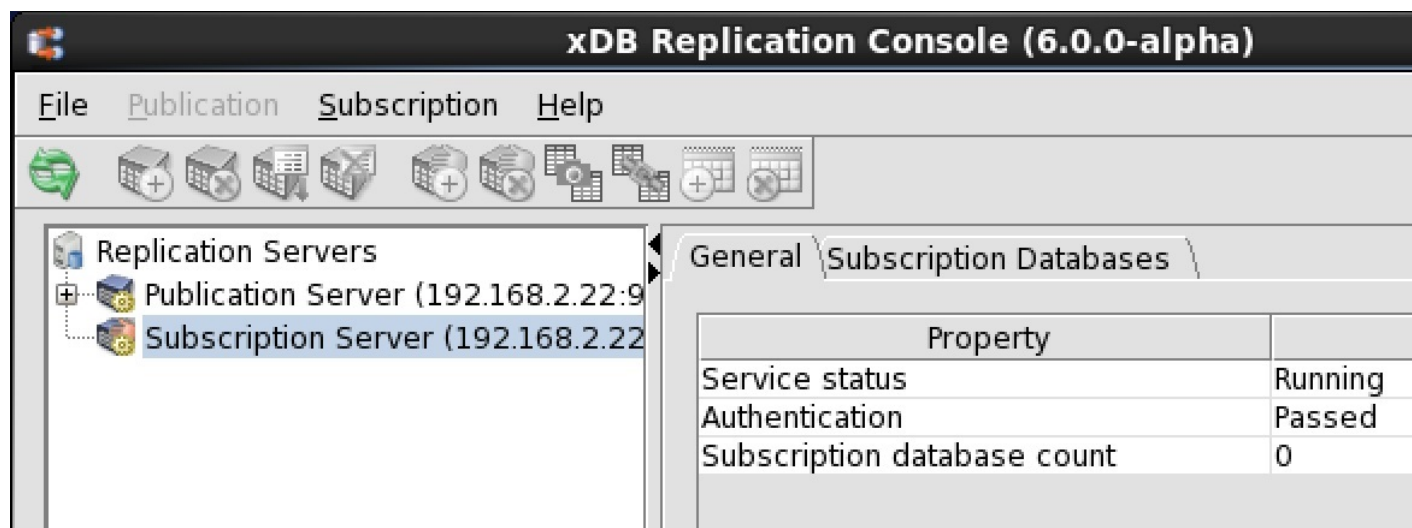 xDB Replication Console (6.0.0-alpha)
File Publication Subscription Help
Replication Servers
Publication Server (192.168.2.22:9
Subscription Server (192.168.2.22
General Subscription Databases
Property
Service status Running
Authentication Passed
Subscription database count 0